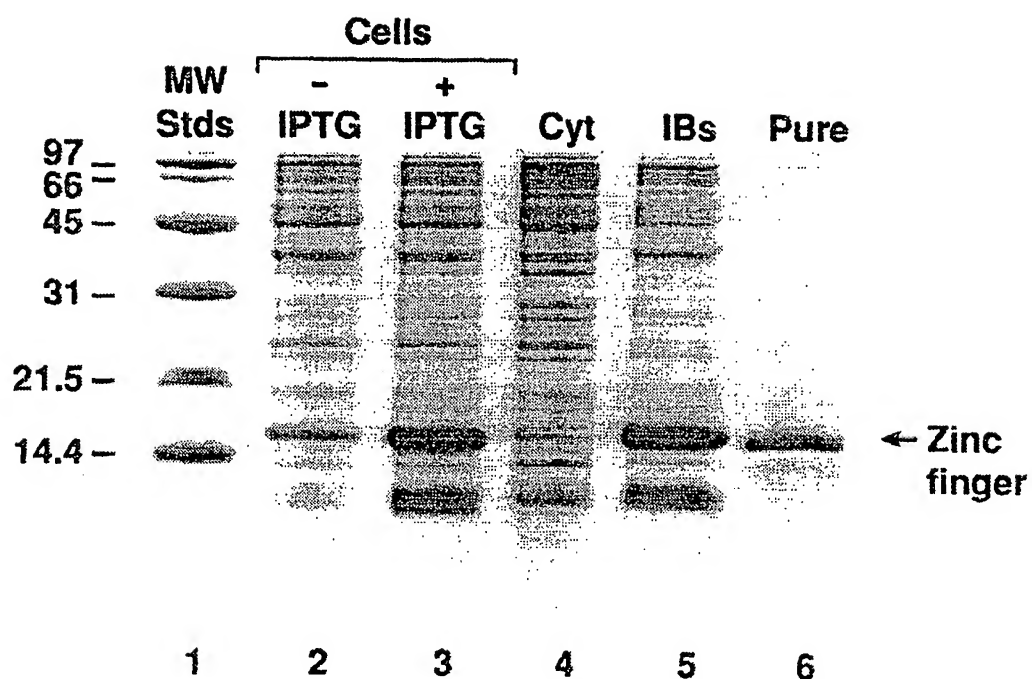 Cells
MW Stds
- IPTG
+ IPTG
Cyt
IBs
Pure
97 –
66 –
45 –
31 –
21.5 –
14.4 –
← Zinc finger
1 2 3 4 5 6